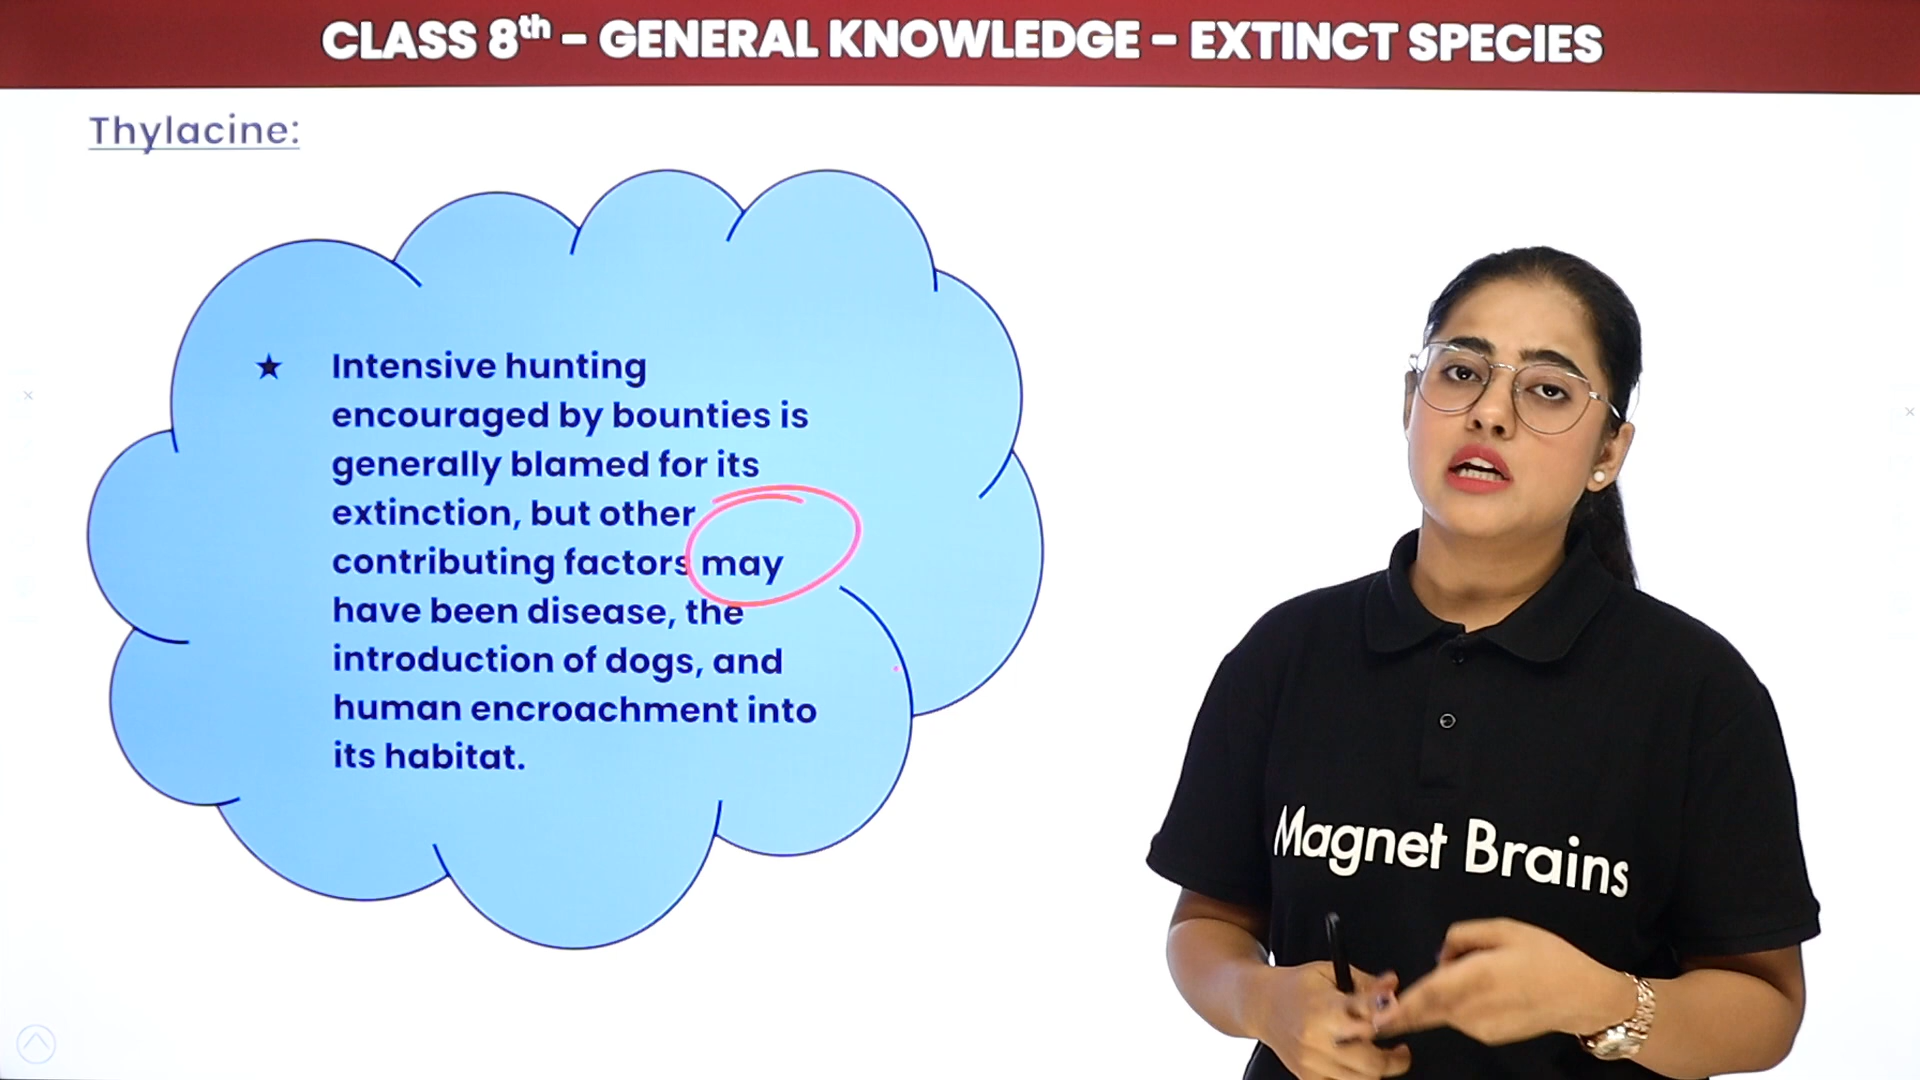 CLASS 8th - GENERAL KNOWLEDGE - EXTINCT SPECIES
Thylacine:
★ Intensive hunting
encouraged by bounties is
generally blamed for its
extinction, but other
contributing factors may
have been disease, the
introduction of dogs, and
human encroachment into
its habitat.
Magnet Brains